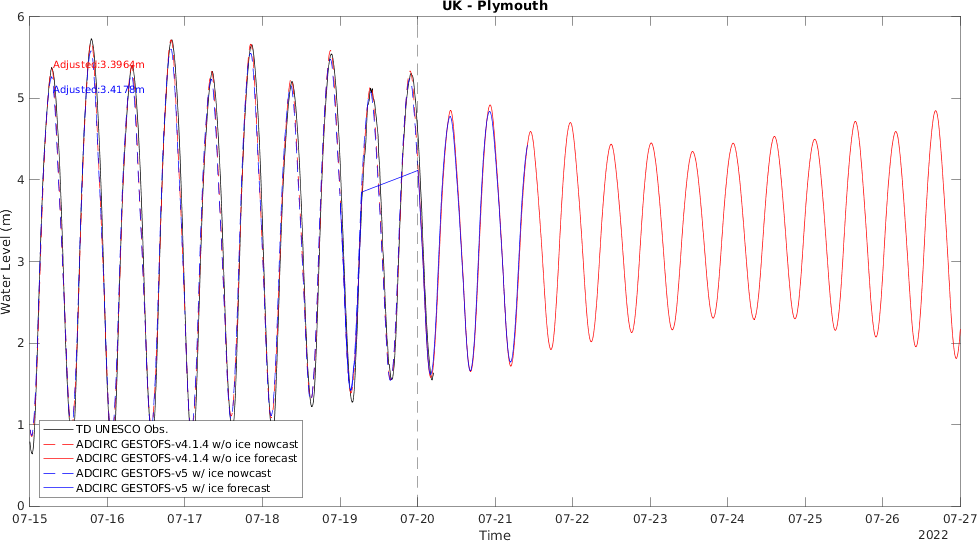 UK - Plymouth
6
5
4
3
2
1
0
Water Level (m)
Adjusted:3.3964m
Adjusted:3.4178m
TD UNESCO Obs.
ADCIRC GESTOFS-v4.1.4 w/o ice nowcast
ADCIRC GESTOFS-v4.1.4 w/o ice forecast
ADCIRC GESTOFS-v5 w/ ice nowcast
ADCIRC GESTOFS-v5 w/ ice forecast
07-15 07-16 07-17 07-18 07-19 07-20 07-21 07-22 07-23 07-24 07-25 07-26 07-27
Time
2022